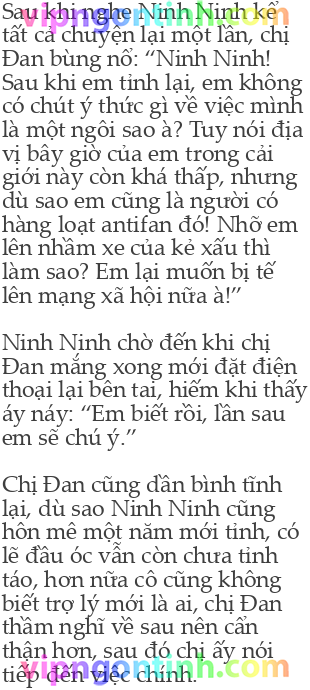 Sau khi nghe Ninh Ninh kể
vipngontinh.com
tất cả chuyện lại một lần, chị
Đan bùng nổ: “Ninh Ninh!
Sau khi em tỉnh lại, em không
có chút ý thức gì về việc mình
là một ngôi sao à? Tuy nói địa
vị bây giờ của em trong cải
giới này còn khá thấp, nhưng
dù sao em cũng là người có
hàng loạt antifan đó! Nhỡ em
lên nhầm xe của kẻ xấu thì
làm sao? Em lại muốn bị tế
lên mạng xã hội nữa à!”
Ninh Ninh chờ đến khi chị
Đan mắng xong mới đặt điện
thoại lại bên tai, hiếm khi thấy
áy náy: “Em biết rồi, lần sau
em sẽ chú ý.”
Chị Đan cũng dần bình tĩnh
lại, dù sao Ninh Ninh cũng
hôn mê một năm mới tỉnh, có
lẽ đầu óc vẫn còn chưa tỉnh
táo, hơn nữa cô cũng không
biết trợ lý mới là ai, chị Đan
thầm nghĩ về sau nên cẩn
thận hơn, sau đó chị ấy nói
vipngontinh.com
tiếp đến việc chính.